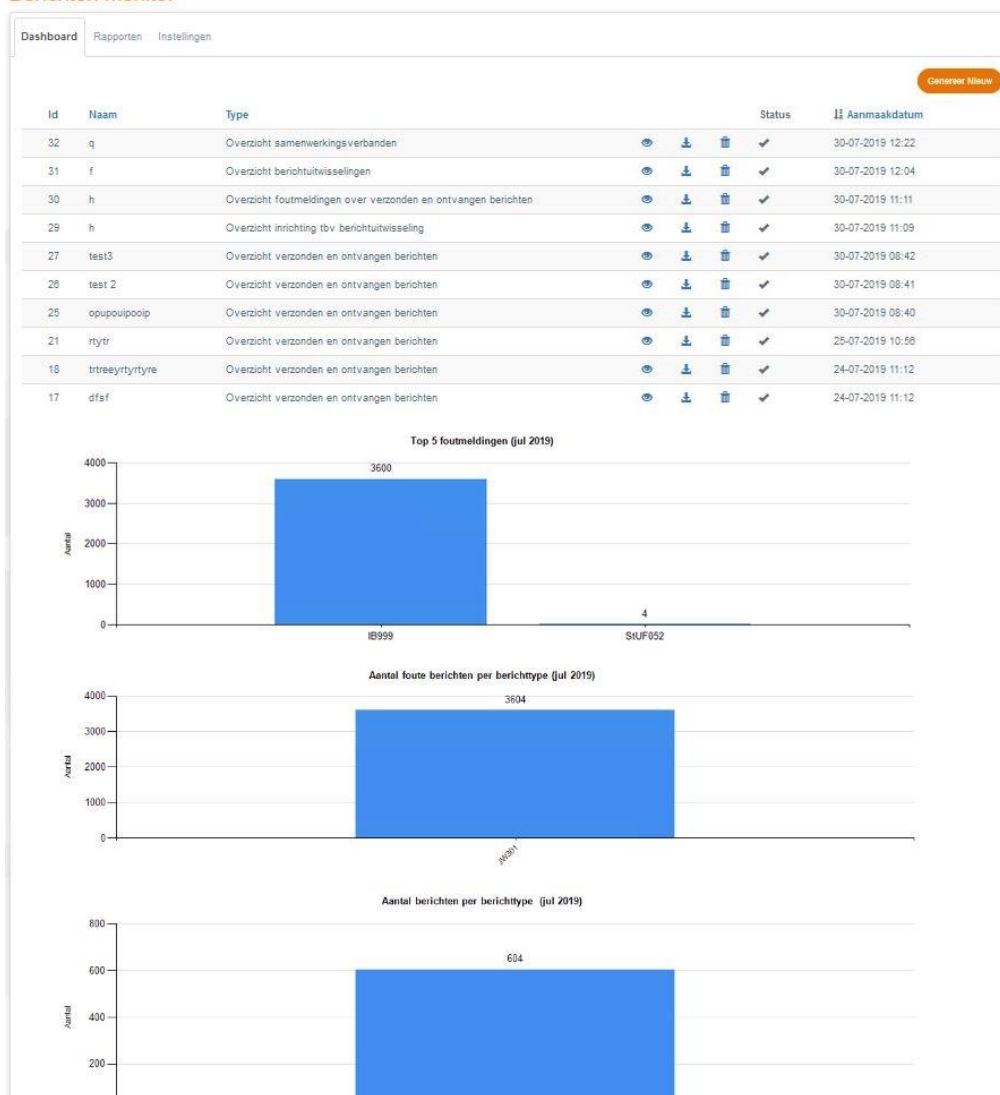 Dashboard Rapporten Instellingen
Genereer Nieuw
Id Naam Type Status Aanmaakdatum
32 q Overzicht samenwerkingsverbanden 30-07-2019 12:22
31 f Overzicht berichtuitwisselingen 30-07-2019 12:04
30 h Overzicht foutmeldingen over verzonden en ontvangen berichten 30-07-2019 11:11
29 h Overzicht inrichting tbv berichtuitwisseling 30-07-2019 11:09
27 test3 Overzicht verzonden en ontvangen berichten 30-07-2019 08:42
26 test 2 Overzicht verzonden en ontvangen berichten 30-07-2019 08:41
25 opupouipooip Overzicht verzonden en ontvangen berichten 30-07-2019 08:40
21 rtytr Overzicht verzonden en ontvangen berichten 25-07-2019 10:56
18 trtreeyrtyrtyre Overzicht verzonden en ontvangen berichten 24-07-2019 11:12
17 dfsf Overzicht verzonden en ontvangen berichten 24-07-2019 11:12
Top 5 foutmeldingen (jul 2019)
4000
3600
3000
Aantal
2000
1000
4
0
IB999 StUF052
Aantal foute berichten per berichttype (jul 2019)
4000
3604
3000
Aantal
2000
1000
0
JW301
Aantal berichten per berichttype (jul 2019)
800
604
600
Aantal
400
200